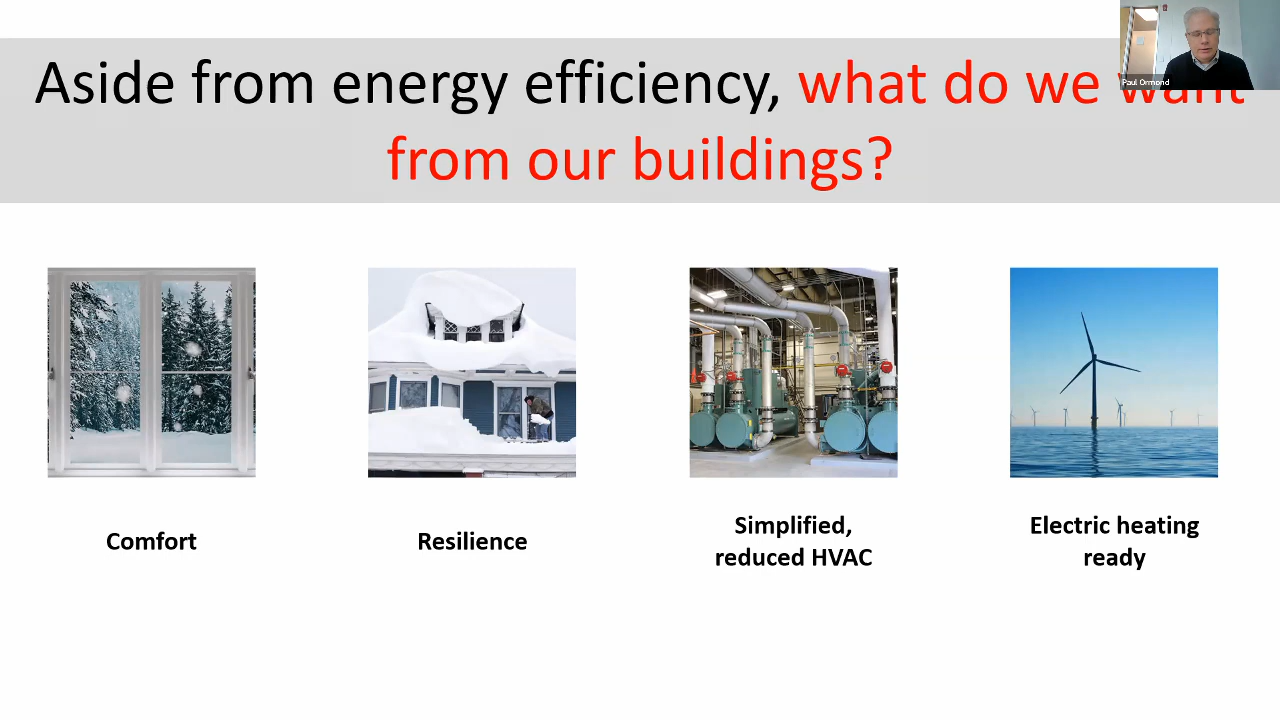 Aside from energy efficiency, what do we want
from our buildings?
Paul Ormond
Comfort
Resilience
Simplified,
reduced HVAC
Electric heating
ready